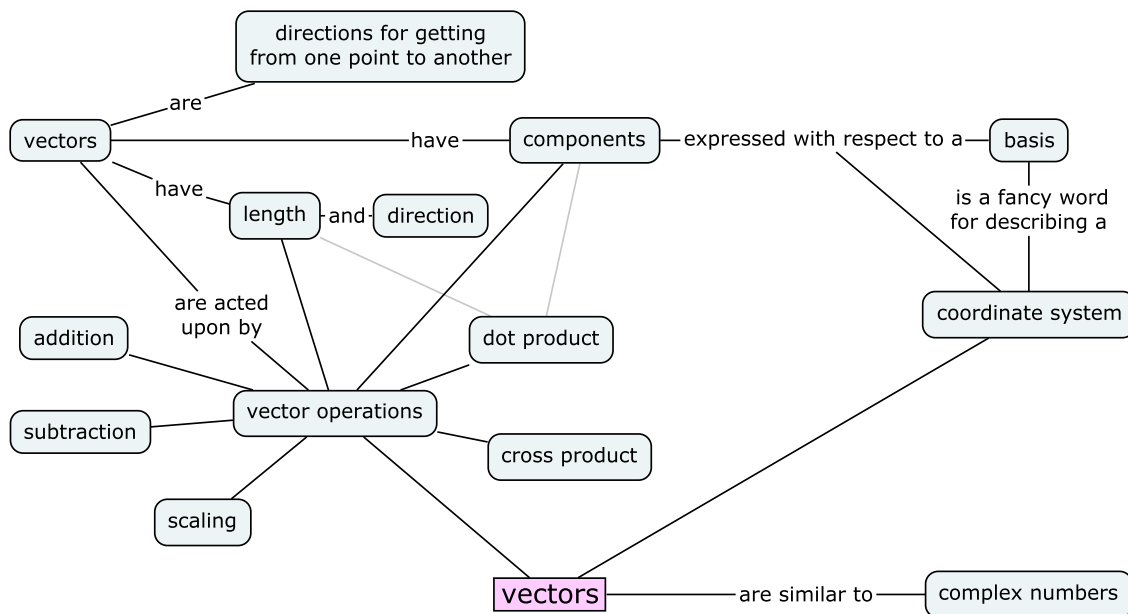 directions for getting
from one point to another
are
vectors
have
components
expressed with respect to a
basis
have
length
and
direction
is a fancy word
for describing a
are acted
upon by
coordinate system
addition
dot product
vector operations
subtraction
cross product
scaling
vectors
are similar to
complex numbers